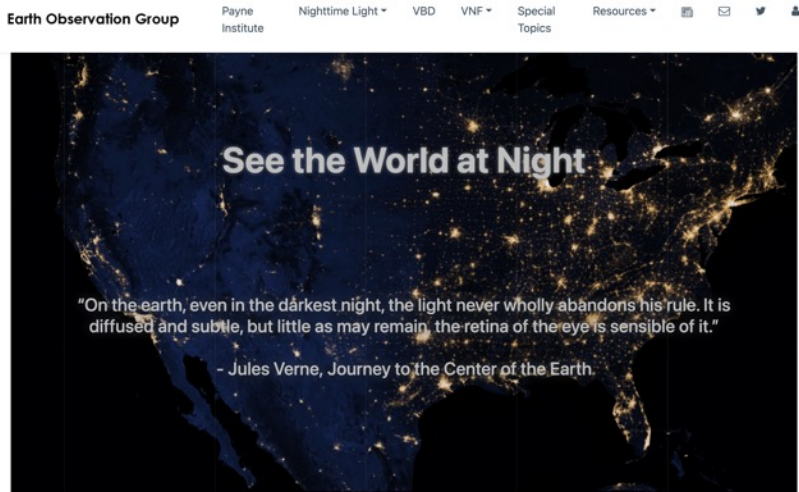 Earth Observation Group
Payne
Institute
Nighttime Light
VBD
VNF
Special
Topics
Resources
See the World at Night
“On the earth, even in the darkest night, the light never wholly abandons his rule. It is
diffused and subtle, but little as may remain, the retina of the eye is sensible of it.”
- Jules Verne, Journey to the Center of the Earth